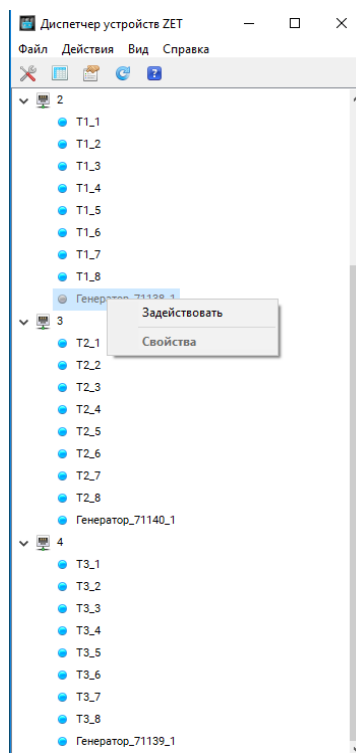 Диспетчер устройств ZET
Файл Действия Вид Справка
2
T1_1
T1_2
T1_3
T1_4
T1_5
T1_6
T1_7
T1_8
Генератор_71138_1
Задействовать
3
Свойства
T2_1
T2_2
T2_3
T2_4
T2_5
T2_6
T2_7
T2_8
Генератор_71140_1
4
T3_1
T3_2
T3_3
T3_4
T3_5
T3_6
T3_7
T3_8
Генератор_71139_1